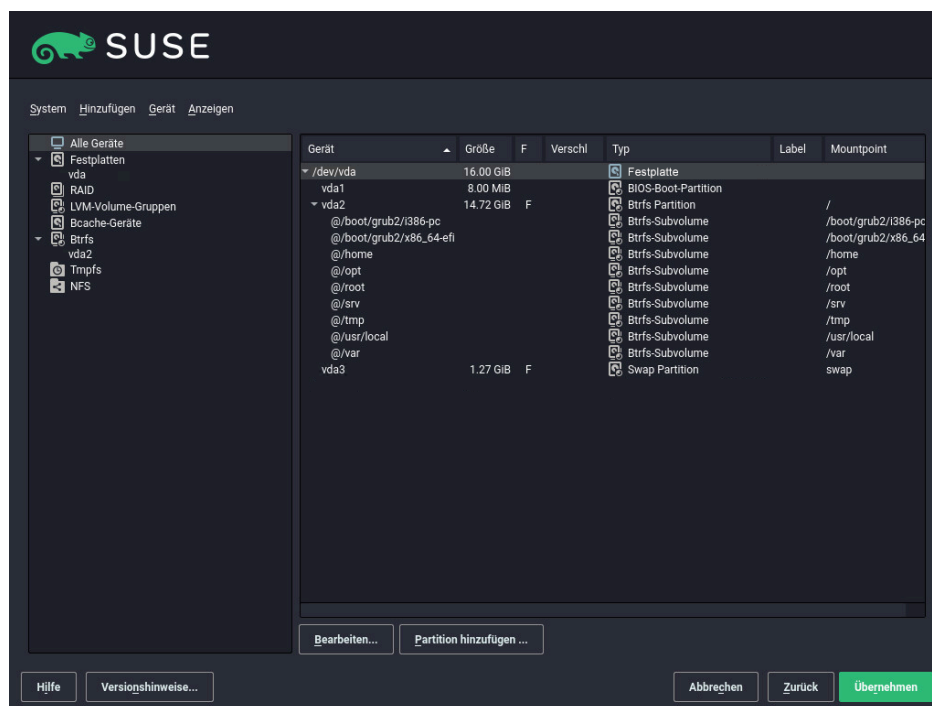 SUSE
System Hinzufügen Gerät Anzeigen
Alle Geräte
Festplatten
vda
RAID
LVM-Volume-Gruppen
Bcache-Geräte
Btrfs
vda2
Tmpfs
NFS
Gerät Größe F Verschl Typ Label Mountpoint
/dev/vda 16.00 GiB Festplatte
vda1 8.00 MiB BIOS-Boot-Partition
vda2 14.72 GiB F Btrfs Partition /
@/boot/grub2/i386-pc Btrfs-Subvolume /boot/grub2/i386-pc
@/boot/grub2/x86_64-efi Btrfs-Subvolume /boot/grub2/x86_64
@/home Btrfs-Subvolume /home
@/opt Btrfs-Subvolume /opt
@/root Btrfs-Subvolume /root
@/srv Btrfs-Subvolume /srv
@/tmp Btrfs-Subvolume /tmp
@/usr/local Btrfs-Subvolume /usr/local
@/var Btrfs-Subvolume /var
vda3 1.27 GiB F Swap Partition swap
Bearbeiten... Partition hinzufügen ...
Hilfe Versionshinweise... Abbrechen Zurück Übernehmen